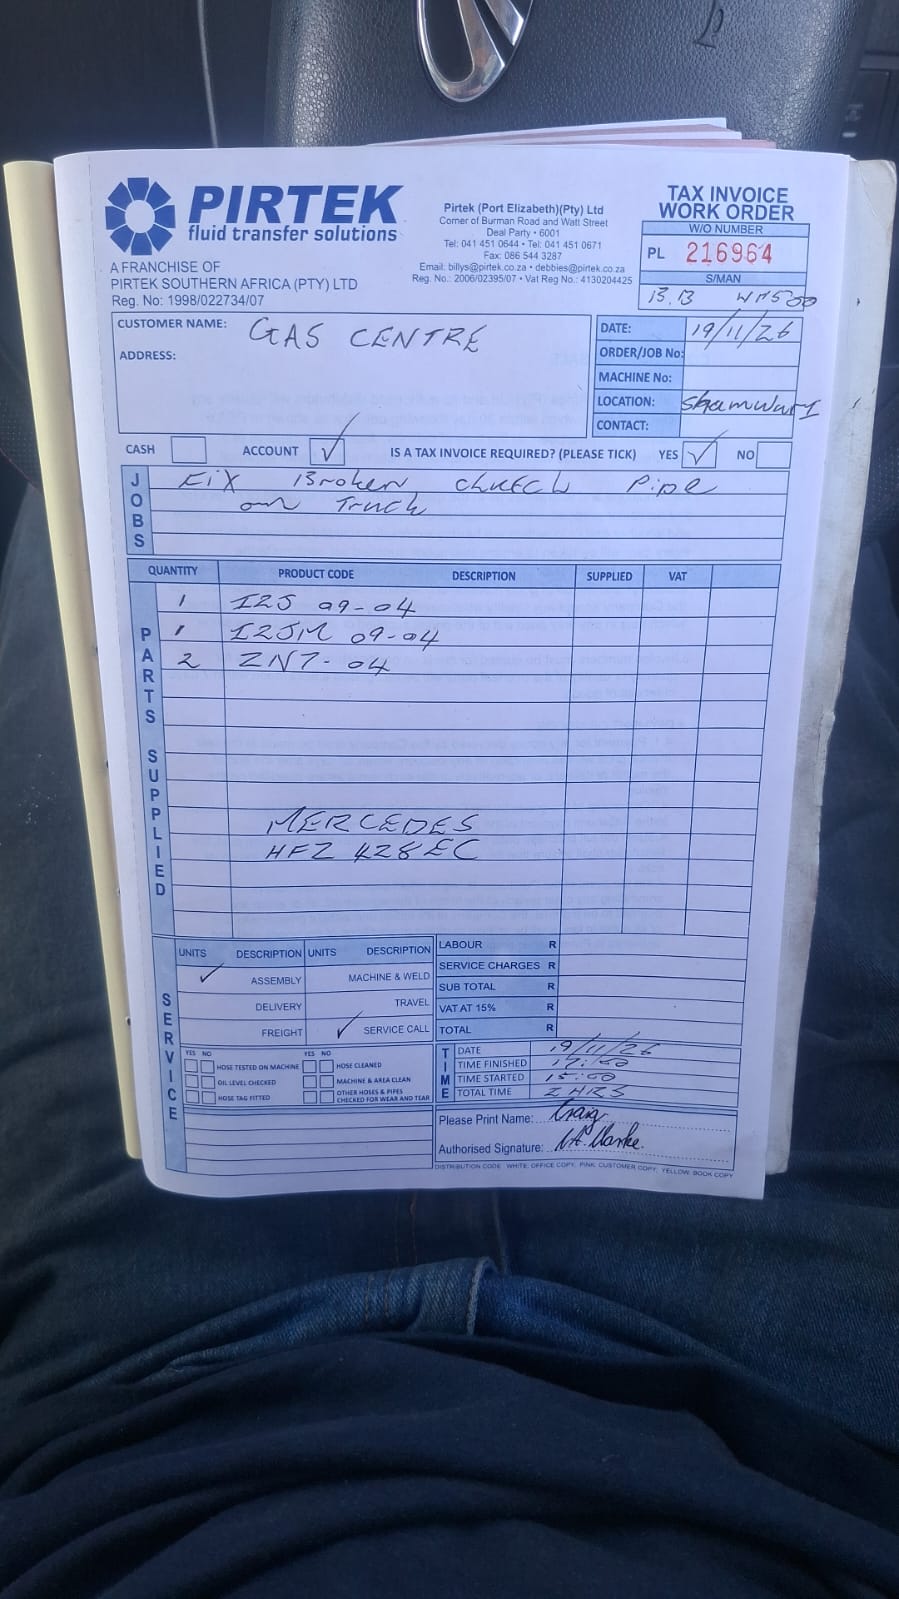 PIRTEK
fluid transfer solutions
A FRANCHISE OF
PIRTEK SOUTHERN AFRICA (PTY) LTD
Reg. No: 1998/022734/07
Pirtek (Port Elizabeth)(Pty) Ltd
Corner of Burman Road and Watt Street
Deal Party • 6001
Tel: 041 451 0644 • Tel: 041 451 0671
Fax: 086 544 3287
Email: billys@pirtek.co.za • debbies@pirtek.co.za
Reg. No.: 2006/02395/07 • Vat Reg No.: 4130204425
TAX INVOICE
WORK ORDER
W/O NUMBER
PL 216964
S/MAN
B.B
CUSTOMER NAME: GAS CENTRE
ADDRESS:
DATE: 19/11/26
ORDER/JOB No:
MACHINE No:
LOCATION: Shamwari
CONTACT:
CASH ACCOUNT ✓ IS A TAX INVOICE REQUIRED? (PLEASE TICK) YES ✓ NO
JOBS
FIX Broken clutch Pipe
on Truck
QUANTITY PRODUCT CODE DESCRIPTION SUPPLIED VAT
PARTS SUPPLIED
1 I2J 09-04
1 I2JM 09-04
2 ZN7-04
MERCEDES
HFZ 428 EC
SERVICE
UNITS DESCRIPTION UNITS DESCRIPTION
✓ ASSEMBLY MACHINE & WELD
DELIVERY TRAVEL
FREIGHT ✓ SERVICE CALL
LABOUR R
SERVICE CHARGES R
SUB TOTAL R
VAT AT 15% R
TOTAL R
YES NO YES NO
HOSE TESTED ON MACHINE HOSE CLEANED
OIL LEVEL CHECKED MACHINE & AREA CLEAN
HOSE TAG FITTED OTHER HOSES & PIPES
CHECKED FOR WEAR AND TEAR
TIME
DATE 19/11/26
TIME FINISHED 17:00
TIME STARTED 15:00
TOTAL TIME 2 HRS
Please Print Name: Craig
Authorised Signature:
DISTRIBUTION CODE WHITE: OFFICE COPY, PINK: CUSTOMER COPY, YELLOW: BOOK COPY